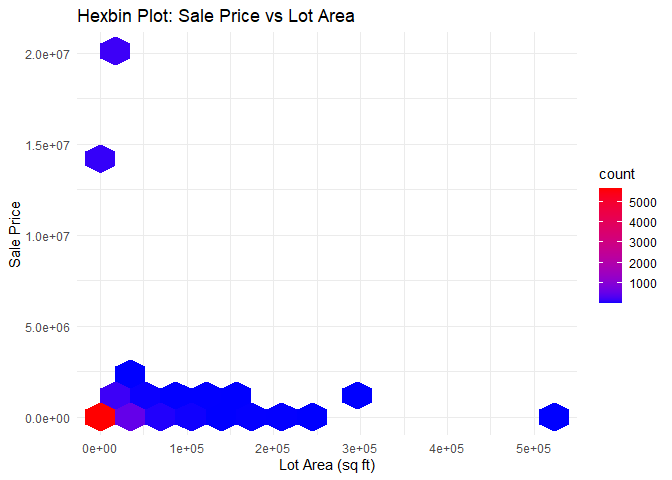 Hexbin Plot: Sale Price vs Lot Area
2.0e+07
1.5e+07
1.0e+07
5.0e+06
0.0e+00
Sale Price
0e+00 1e+05 2e+05 3e+05 4e+05 5e+05
Lot Area (sq ft)
count
5000
4000
3000
2000
1000